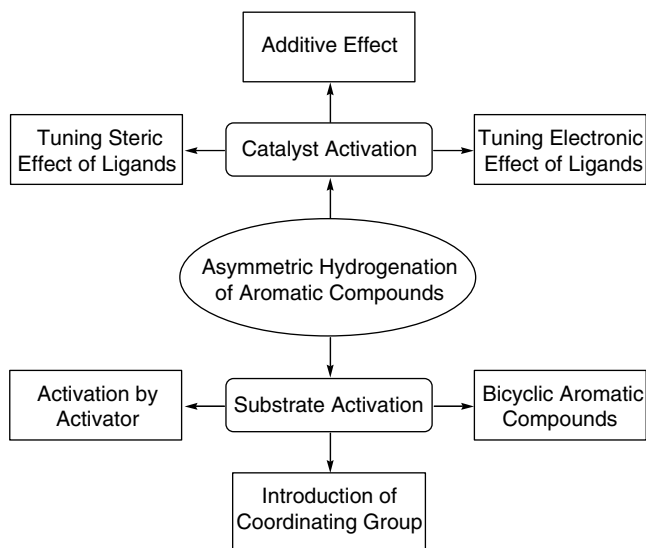 Additive Effect
Tuning Steric
Effect of Ligands
Catalyst Activation
Tuning Electronic
Effect of Ligands
Asymmetric Hydrogenation
of Aromatic Compounds
Activation by
Activator
Substrate Activation
Bicyclic Aromatic
Compounds
Introduction of
Coordinating Group